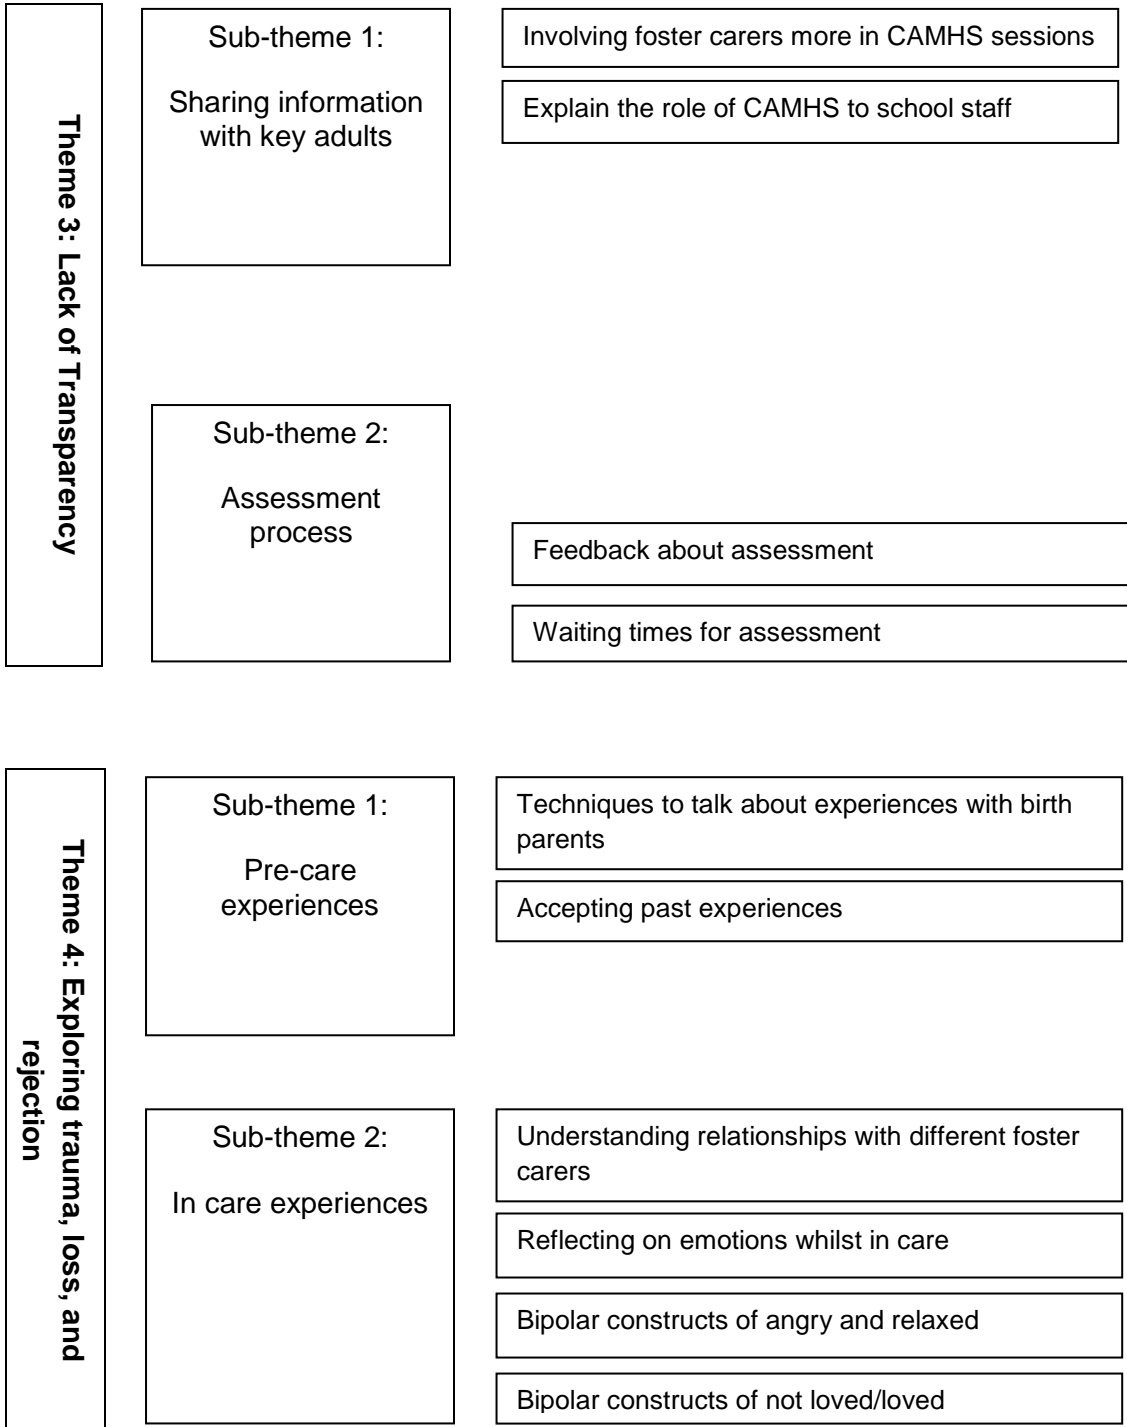 Theme 3: Lack of Transparency
Sub-theme 1:
Sharing information
with key adults
Involving foster carers more in CAMHS sessions
Explain the role of CAMHS to school staff
Sub-theme 2:
Assessment
process
Feedback about assessment
Waiting times for assessment
Theme 4: Exploring trauma, loss, and
rejection
Sub-theme 1:
Pre-care
experiences
Techniques to talk about experiences with birth
parents
Accepting past experiences
Sub-theme 2:
In care experiences
Understanding relationships with different foster
carers
Reflecting on emotions whilst in care
Bipolar constructs of angry and relaxed
Bipolar constructs of not loved/loved